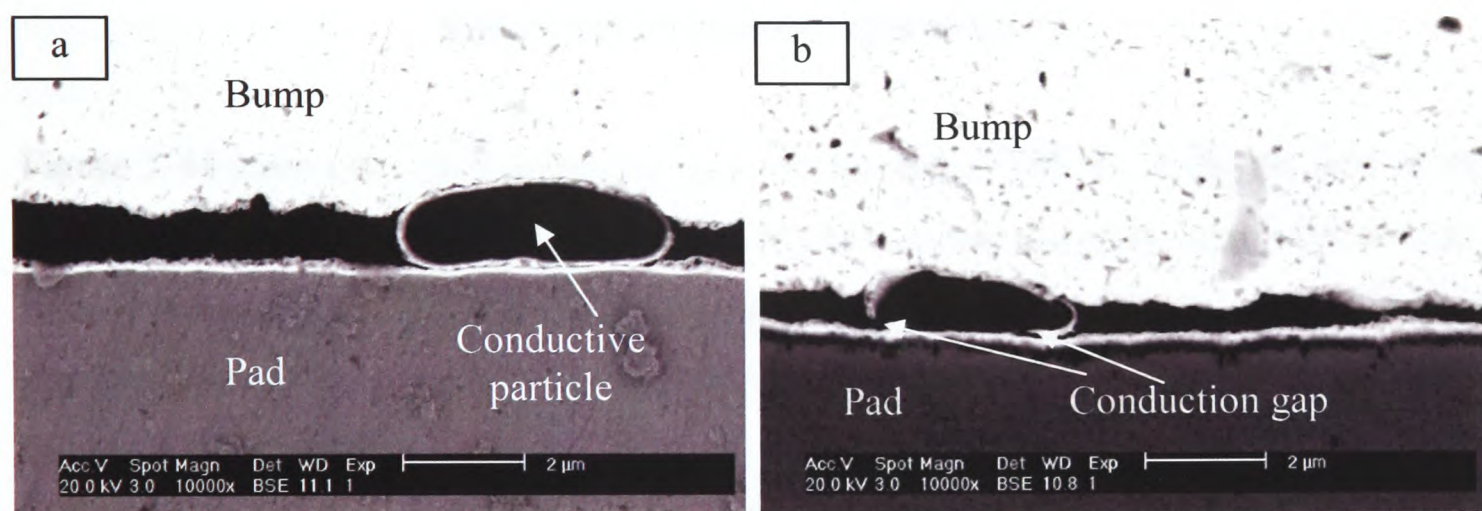 a
Bump
Conductive
particle
Pad
Acc.V Spot Magn Det WD Exp
20.0 kV 3.0 10000x BSE 11.1 1
2 µm
b
Bump
Pad
Conduction gap
Acc.V Spot Magn Det WD Exp
20.0 kV 3.0 10000x BSE 10.8 1
2 µm